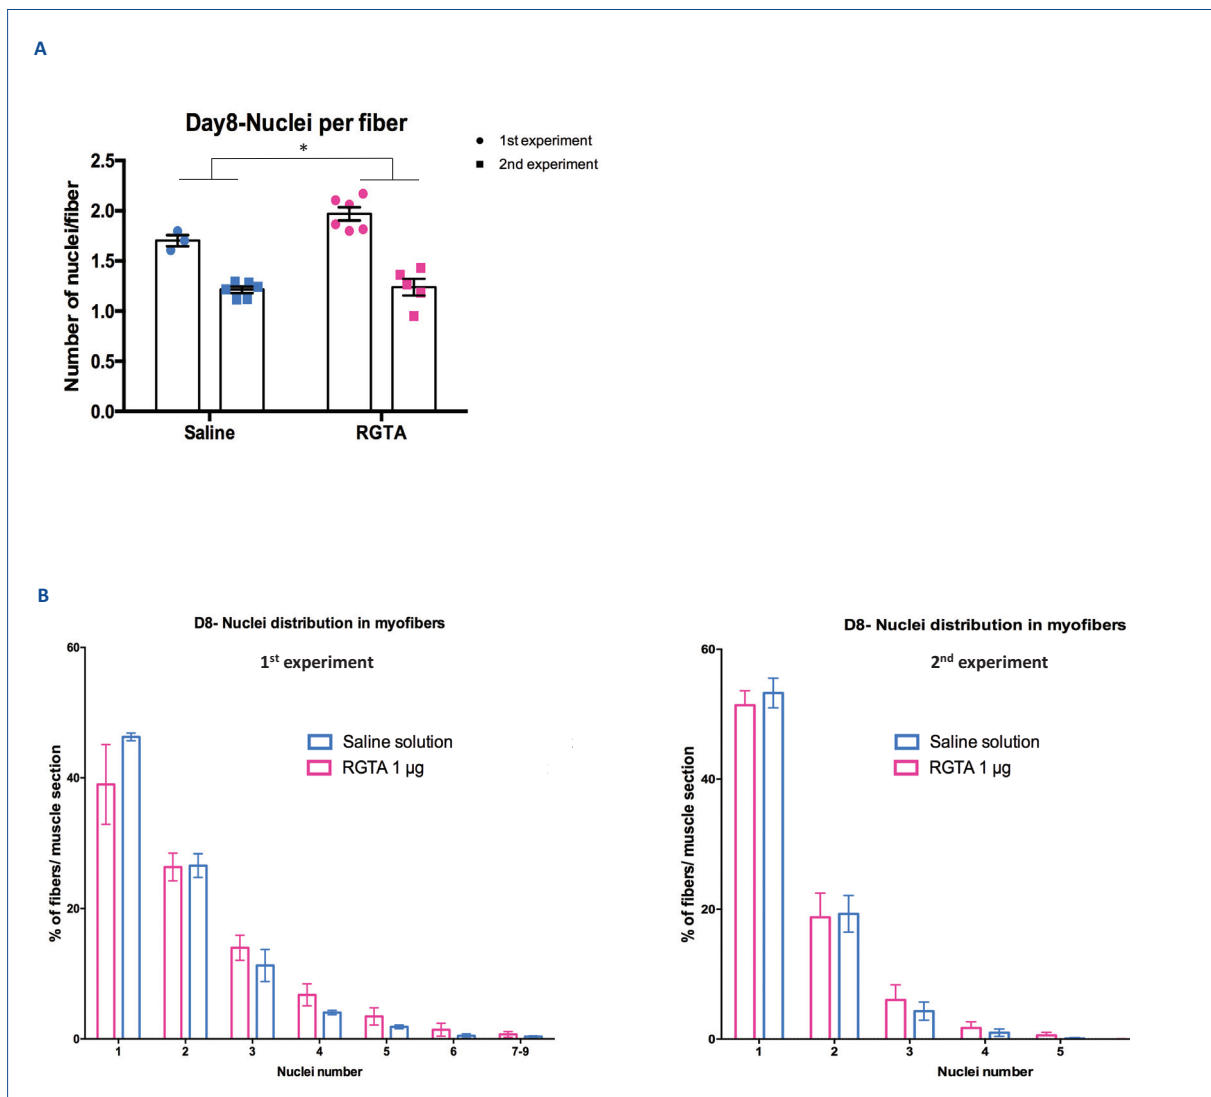 A
Day8-Nuclei per fiber
1st experiment
2nd experiment
*
Number of nuclei/fiber
2.5
2.0
1.5
1.0
0.5
0.0
Saline
RGTA
B
D8- Nuclei distribution in myofibers
1st experiment
% of fibers/ muscle section
60
40
20
0
Saline solution
RGTA 1 µg
1
2
3
4
5
6
7-9
Nuclei number
D8- Nuclei distribution in myofibers
2nd experiment
% of fibers/ muscle section
60
40
20
0
Saline solution
RGTA 1 µg
1
2
3
4
5
Nuclei number